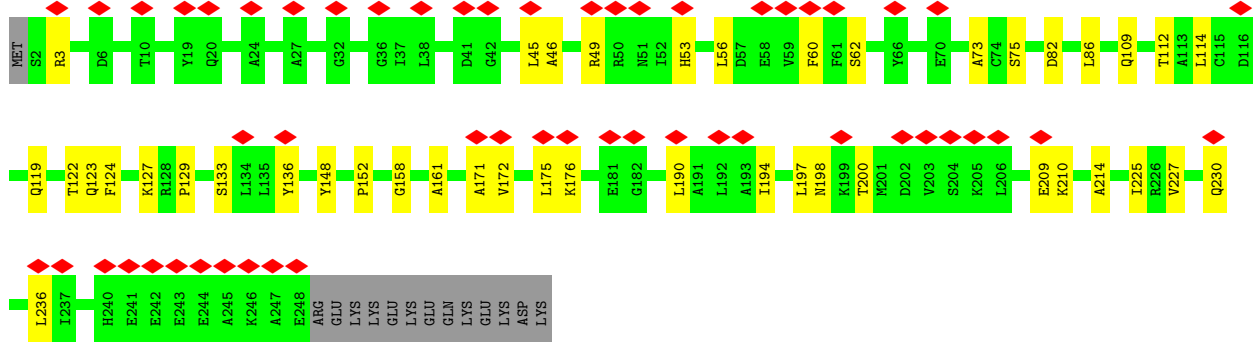 MET S2 R3 D6 T10 Y19 Q20 A24 A27 G32 G36 I37 L38 D41 G42 L45 A46 R49 R50 N51 I52 H53 L56 D57 E58 V59 F60 F61 S62 Y66 E70 A73 C74 S75 D82 L86 Q109 T112 A113 L114 C115 D116
Q119 T122 Q123 F124 K127 R128 P129 S133 L134 L135 Y136 Y148 P152 G158 A161 A171 V172 L175 K176 E181 G182 L190 A191 L192 A193 I194 L197 N198 K199 T200 M201 D202 V203 S204 K205 L206 E209 K210 A214 I225 R226 V227 Q230
L236 I237 H240 E241 E242 E243 E244 A245 K246 A247 E248 ARG GLU LYS LYS GLU LYS GLU GLN LYS GLU LYS ASP LYS